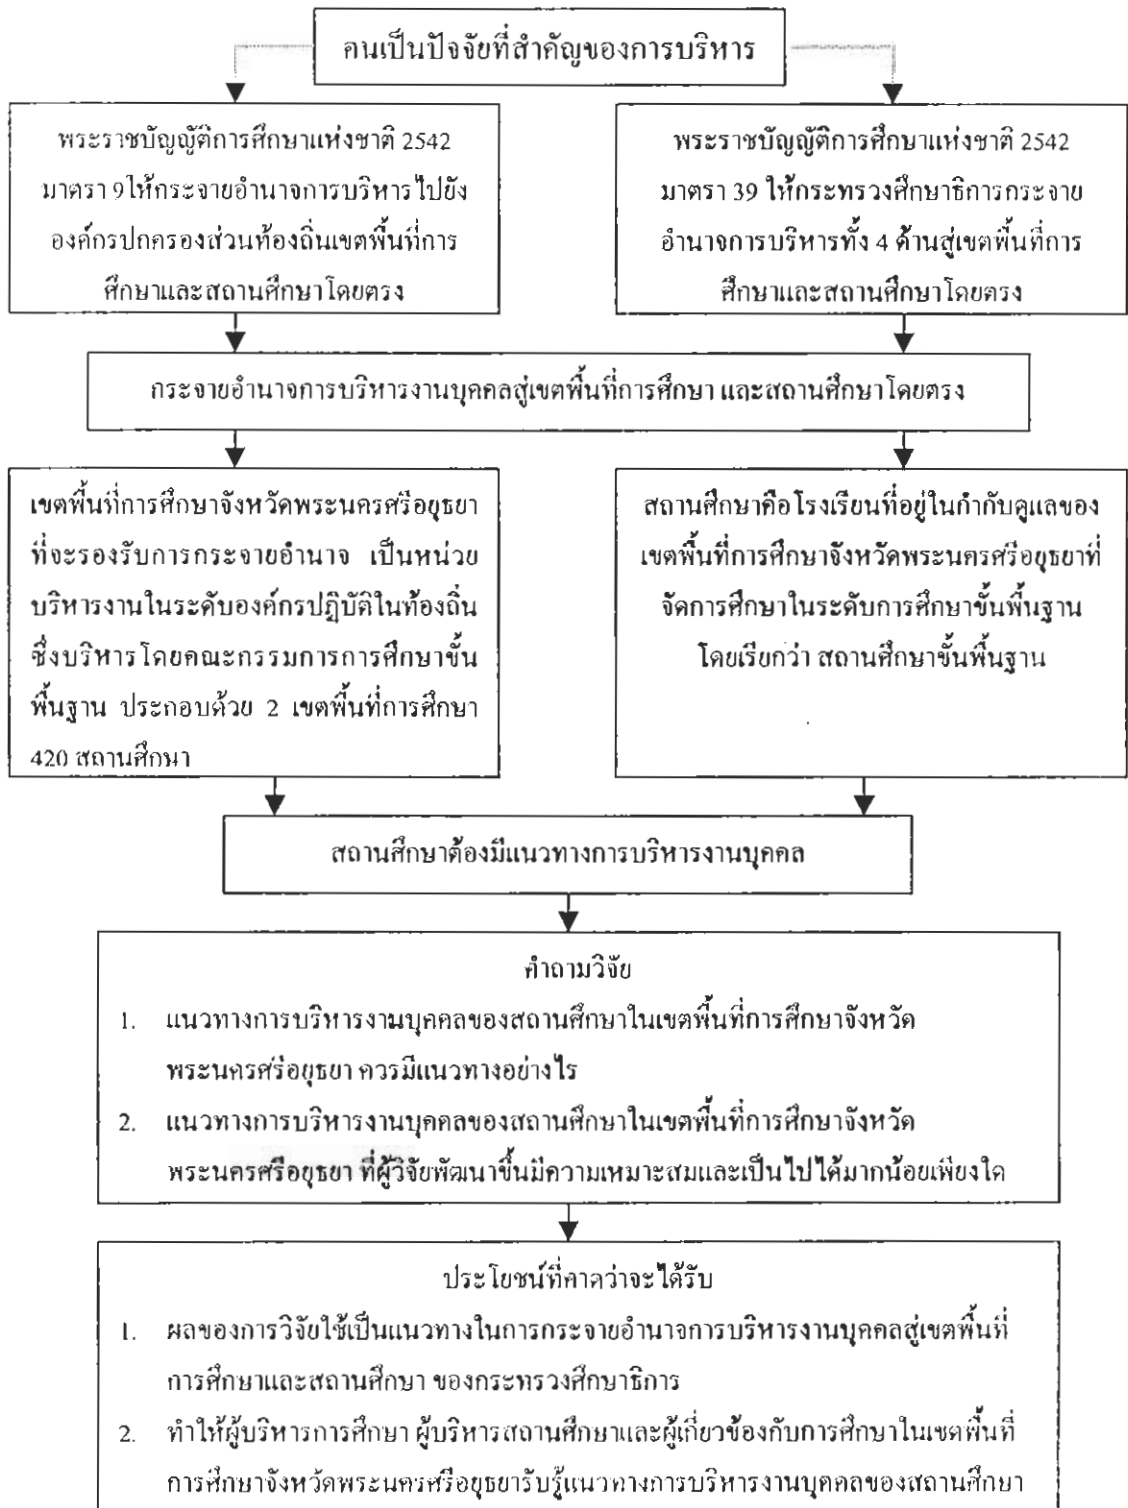 คนเป็นปัจจัยที่สำคัญของการบริหาร
พระราชบัญญัติการศึกษาแห่งชาติ 2542
มาตรา 9ให้กระจายอำนาจการบริหารไปยัง
องค์กรปกครองส่วนท้องถิ่นเขตพื้นที่การ
ศึกษาและสถานศึกษาโดยตรง
พระราชบัญญัติการศึกษาแห่งชาติ 2542
มาตรา 39 ให้กระทรวงศึกษาธิการกระจาย
อำนาจการบริหารทั้ง 4 ด้านสู่เขตพื้นที่การ
ศึกษาและสถานศึกษาโดยตรง
กระจายอำนาจการบริหารงานบุคคลสู่เขตพื้นที่การศึกษา และสถานศึกษาโดยตรง
เขตพื้นที่การศึกษาจังหวัดพระนครศรีอยุธยา
ที่จะรองรับการกระจายอำนาจ เป็นหน่วย
บริหารงานในระดับองค์กรปฏิบัติในท้องถิ่น
ซึ่งบริหารโดยคณะกรรมการการศึกษาขั้น
พื้นฐาน ประกอบด้วย 2 เขตพื้นที่การศึกษา
420 สถานศึกษา
สถานศึกษาคือโรงเรียนที่อยู่ในกำกับดูแลของ
เขตพื้นที่การศึกษาจังหวัดพระนครศรีอยุธยาที่
จัดการศึกษาในระดับการศึกษาขั้นพื้นฐาน
โดยเรียกว่า สถานศึกษาขั้นพื้นฐาน
สถานศึกษาต้องมีแนวทางการบริหารงานบุคคล
คำถามวิจัย
1. แนวทางการบริหารงานบุคคลของสถานศึกษาในเขตพื้นที่การศึกษาจังหวัด
พระนครศรีอยุธยา ควรมีแนวทางอย่างไร
2. แนวทางการบริหารงานบุคคลของสถานศึกษาในเขตพื้นที่การศึกษาจังหวัด
พระนครศรีอยุธยา ที่ผู้วิจัยพัฒนาขึ้นมีความเหมาะสมและเป็นไปได้มากน้อยเพียงใด
ประโยชน์ที่คาดว่าจะได้รับ
1. ผลของการวิจัยใช้เป็นแนวทางในการกระจายอำนาจการบริหารงานบุคคลสู่เขตพื้นที่
การศึกษาและสถานศึกษา ของกระทรวงศึกษาธิการ
2. ทำให้ผู้บริหารการศึกษา ผู้บริหารสถานศึกษาและผู้เกี่ยวข้องกับการศึกษาในเขตพื้นที่
การศึกษาจังหวัดพระนครศรีอยุธยารับรู้แนวทางการบริหารงานบุคคลของสถานศึกษา